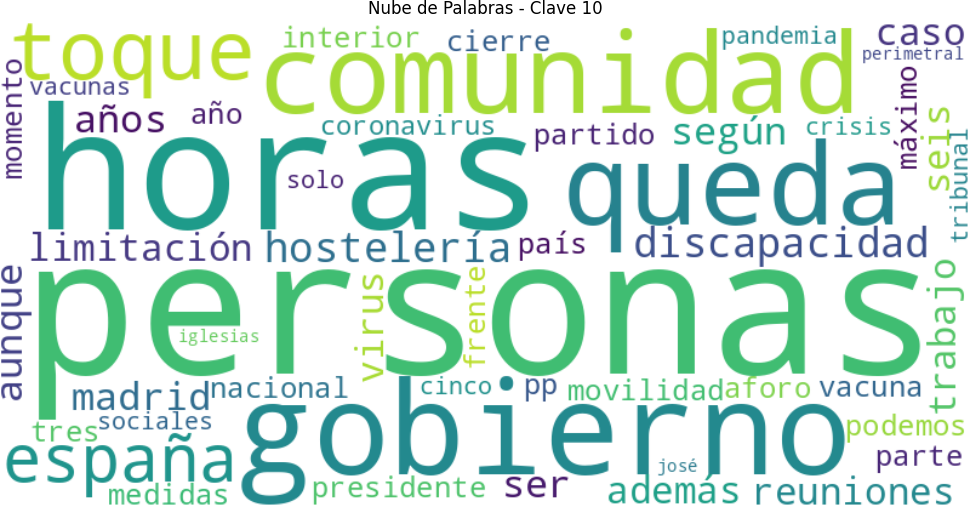 Nube de Palabras - Clave 10
toque
interior
cierre
pandemia
caso
perimetral
comunidad
vacunas
momento
años
año
coronavirus
partido
según
crisis
máximo
seis
tribunal
horas
solo
queda
limitación
hostelería
país
discapacidad
aunque
personas
iglesias
virus
frente
trabajo
madrid
nacional
cinco
pp
movilidad
aforo
vacuna
tres
sociales
gobierno
podemos
españa
josé
parte
medidas
presidente
ser
además
reuniones